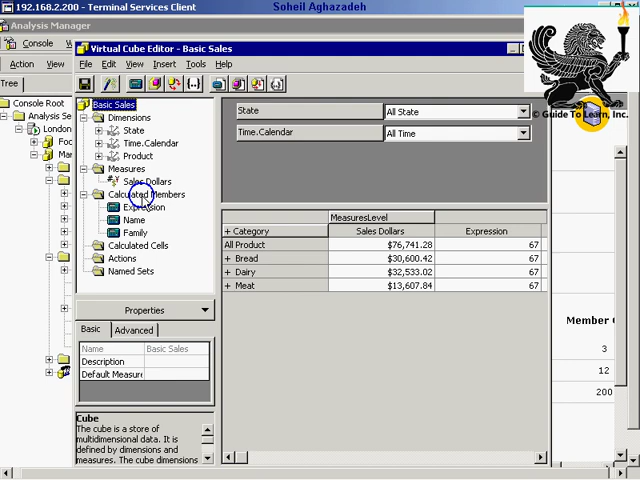 192.168.2.200 - Terminal Services Client
Soheil Aghazadeh
Analysis Manager
Console
Action
View
Tree
Console Root
Analysis Se
London
Foo
Mar
Virtual Cube Editor - Basic Sales
File Edit View Insert Tools Help
Basic Sales
Dimensions
State
Time.Calendar
Product
Measures
Sales Dollars
Calculated Members
Expression
Name
Family
Calculated Cells
Actions
Named Sets
Properties
Basic Advanced
Name Basic Sales
Description
Default Measure
Cube
The cube is a store of
multidimensional data. It is
defined by dimensions and
measures. The cube dimensions
State All State
Time.Calendar All Time
MeasuresLevel
+ Category Sales Dollars Expression
All Product $76,741.28 67
+ Bread $30,600.42 67
+ Dairy $32,533.02 67
+ Meat $13,607.84 67
© Guide To Learn, Inc.
Member
3
12
200